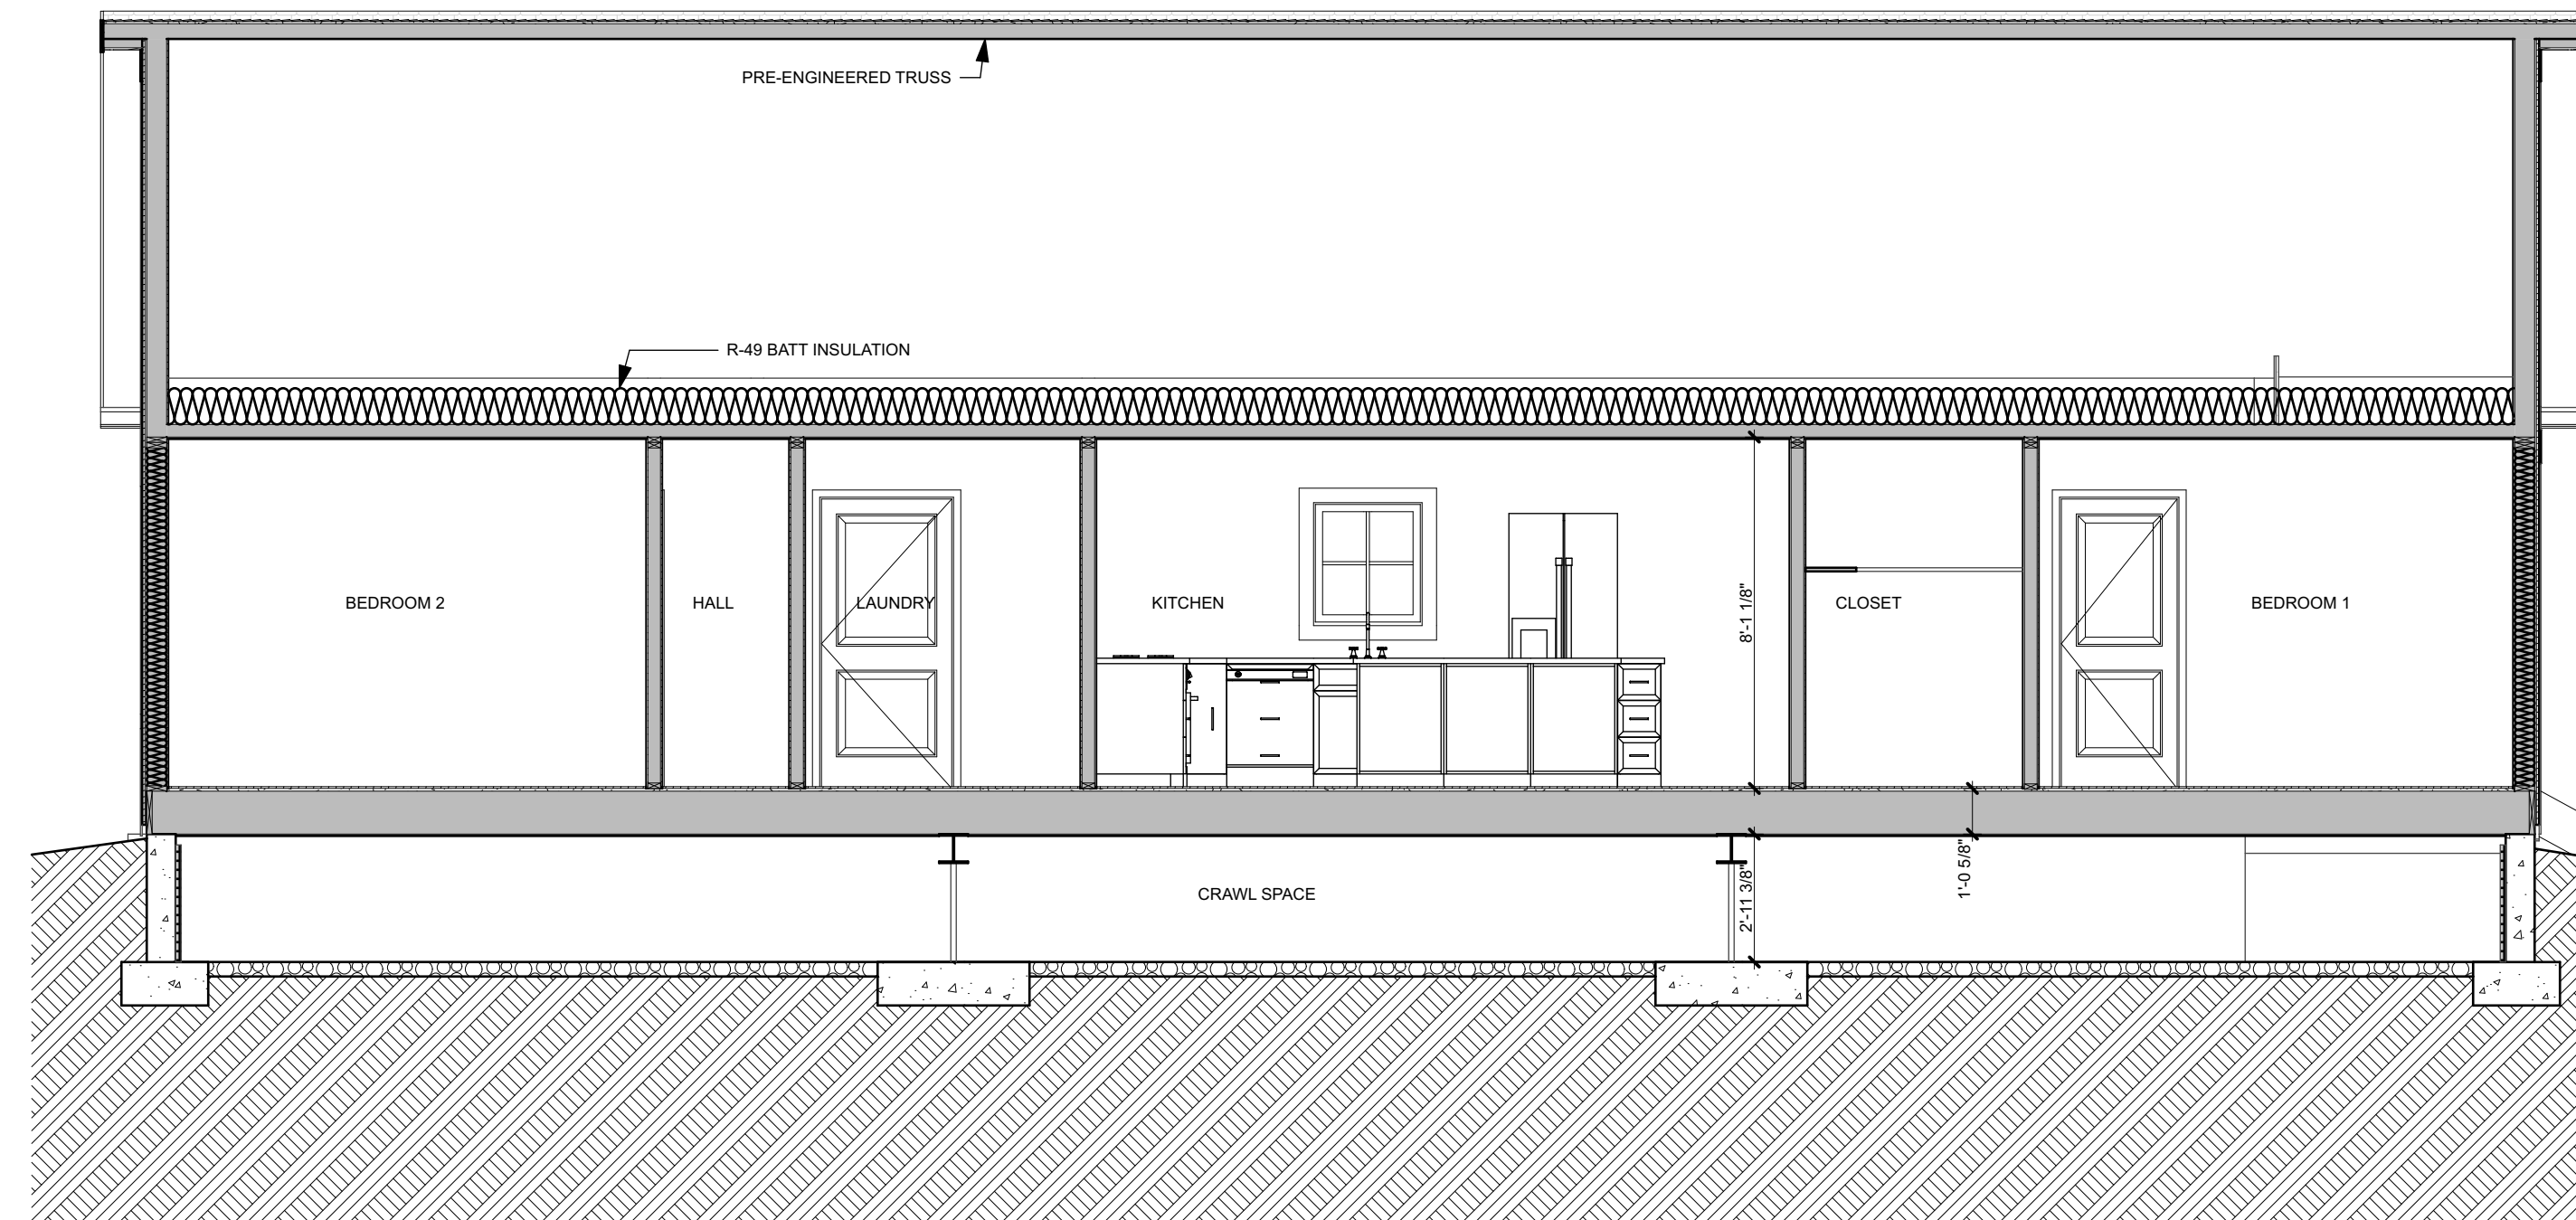 PRE-ENGINEERED TRUSS
R-49 BATT INSULATION
BEDROOM 2
HALL
LAUNDRY
KITCHEN
8'-1 1/8"
CLOSET
BEDROOM 1
CRAWL SPACE
2'-11 3/8"
1'-0 5/8"